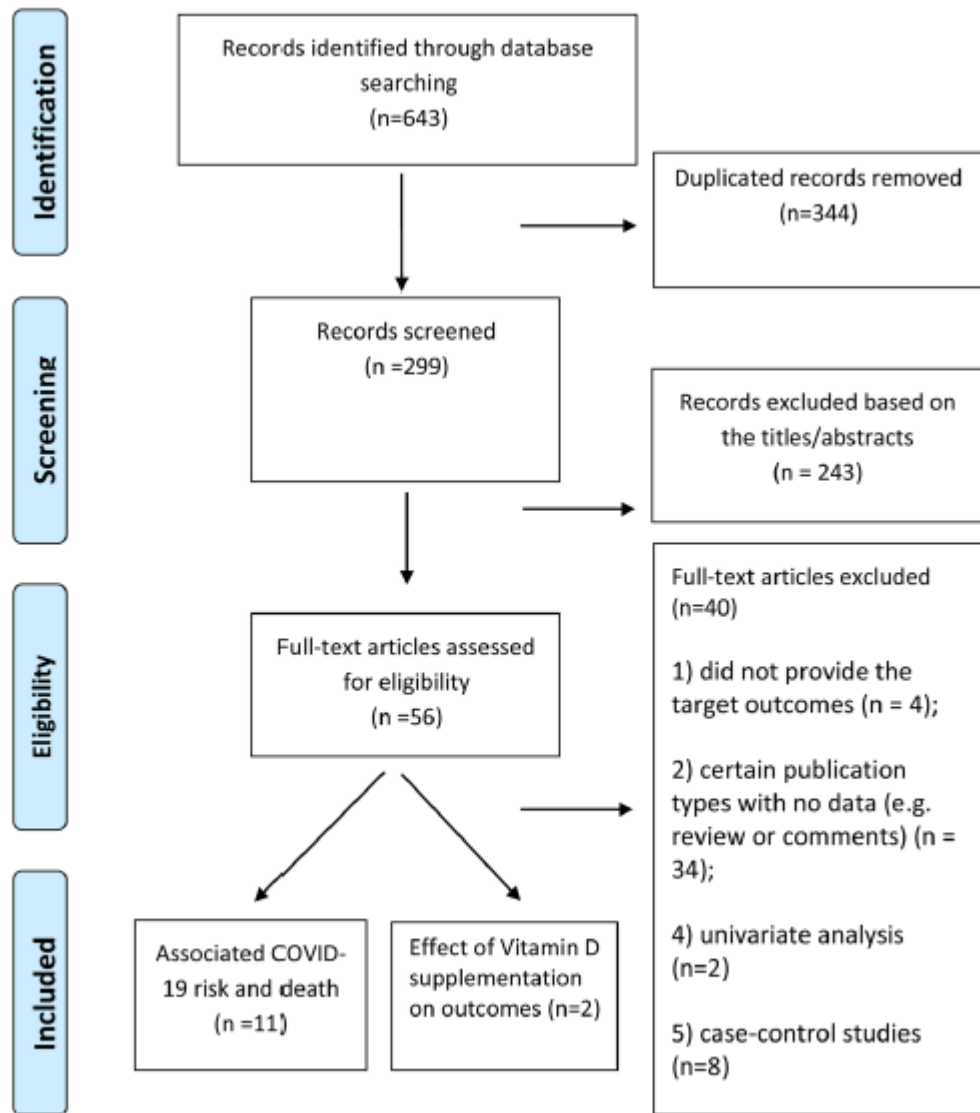 Identification
Records identified through database
searching
(n=643)
Duplicated records removed
(n=344)
Screening
Records screened
(n =299)
Records excluded based on
the titles/abstracts
(n = 243)
Eligibility
Full-text articles assessed
for eligibility
(n =56)
Full-text articles excluded
(n=40)
1) did not provide the
target outcomes (n = 4);
2) certain publication
types with no data (e.g.
review or comments) (n =
34);
4) univariate analysis
(n=2)
5) case-control studies
(n=8)
Included
Associated COVID-
19 risk and death
(n =11)
Effect of Vitamin D
supplementation
on outcomes (n=2)